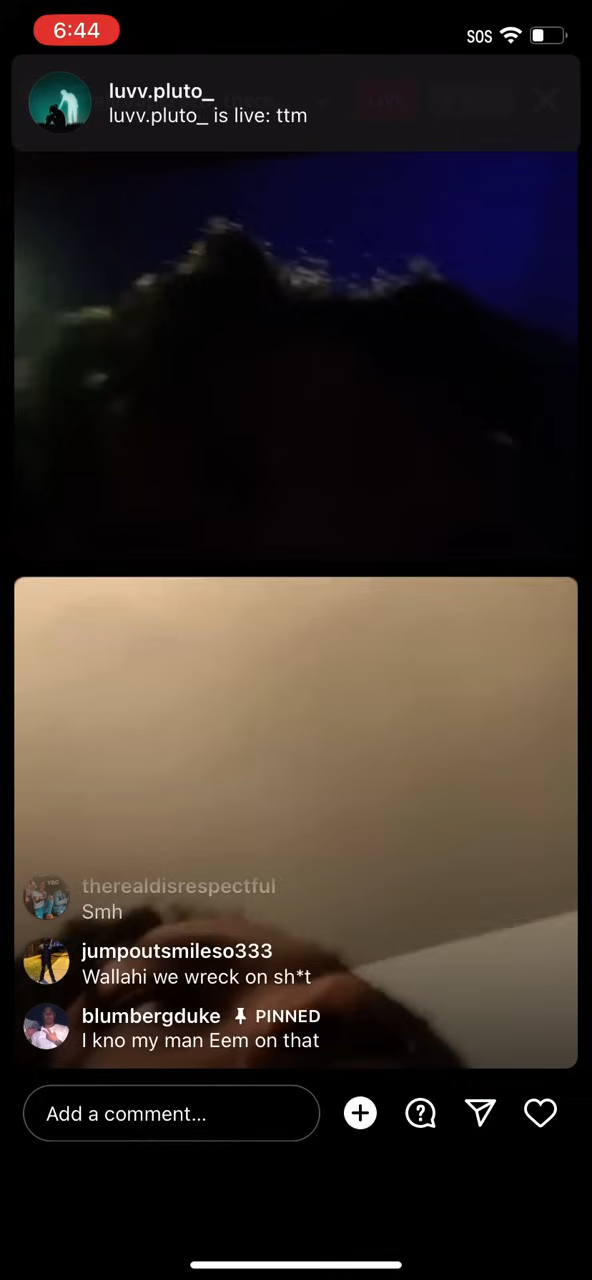 6:44
SOS
luvv.pluto_
luvv.pluto_ is live: ttm
therealdisrespectful
Smh
jumpoutsmileso333
Wallahi we wreck on sh*t
blumbergduke PINNED
I kno my man Eem on that
Add a comment...